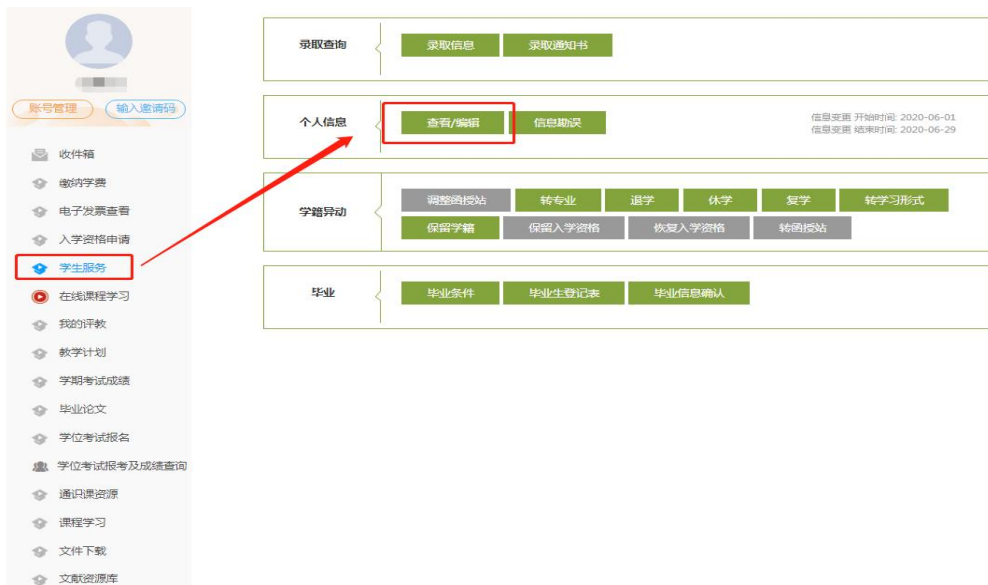 账号管理 输入邀请码
收件箱
缴纳学费
电子发票查看
入学资格申请
学生服务
在线课程学习
我的评教
教学计划
学期考试成绩
毕业论文
学位考试报名
学位考试报考及成绩查询
通识课资源
课程学习
文件下载
文献资源库
录取查询 录取信息 录取通知书
个人信息 查看/编辑 信息勘误
信息变更 开始时间: 2020-06-01
信息变更 结束时间: 2020-06-29
学籍异动
调整函授站 转专业 退学 休学 复学 转学习形式
保留学籍 保留入学资格 恢复入学资格 转函授站
毕业 毕业条件 毕业生登记表 毕业信息确认